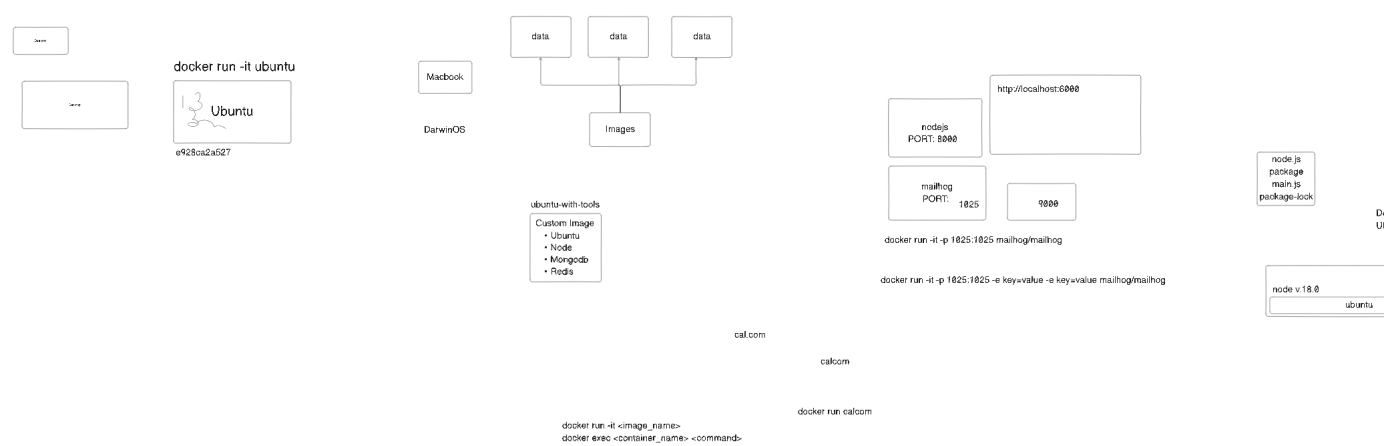 docker run -it ubuntu
Ubuntu
e928ca2a527
Macbook
DarwinOS
data
data
data
Images
ubuntu-with-tools
Custom Image
• Ubuntu
• Node
• Mongodb
• Redis
cal.com
calcom
docker run calcom
docker run -it <image_name>
docker exec <container_name> <command>
nodejs
PORT: 8000
http://localhost:6000
mailhog
PORT:
1025
9000
docker run -it -p 1025:1025 mailhog/mailhog
docker run -it -p 1025:1025 -e key=value -e key=value mailhog/mailhog
node.js
package
main.js
package-lock
node v.18.0
ubuntu